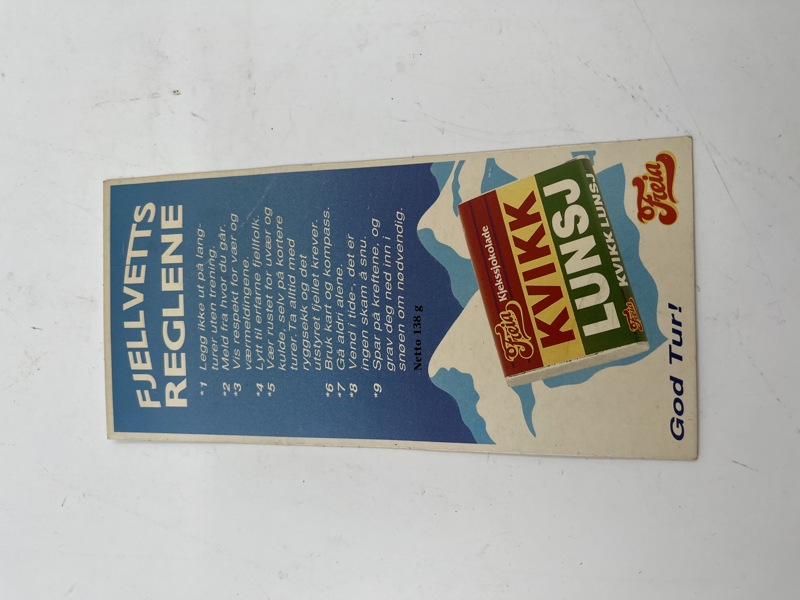 FJELLVETTS
REGLENE
*1 Legg ikke ut på lang-
turer uten trening.
*2 Meld fra hvor du går.
*3 Vis respekt for vær og
værmeldingene.
*4 Lytt til erfarne fjellfolk.
*5 Vær rustet for uvær og
kulde, selv på kortere
turer. Ta alltid med
ryggsekk og det
utstyret fjellet krever.
*6 Bruk kart og kompass.
*7 Gå aldri alene.
*8 Vend i tide-, det er
ingen skam å snu.
*9 Spar på kreftene, og
grav deg ned inn i
snøen om nødvendig.
Netto 138 g
Freia Kjekssjokolade
KVIKK
LUNSJ
Freia KVIKK LUNSJ
God Tur! Freia